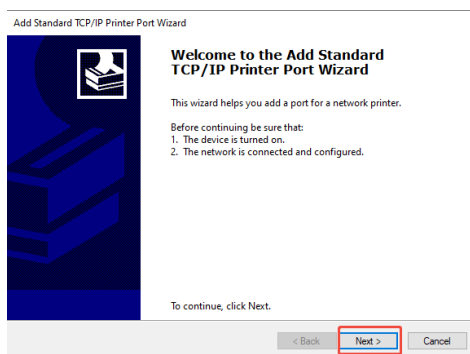 Add Standard TCP/IP Printer Port Wizard
Welcome to the Add Standard
TCP/IP Printer Port Wizard
This wizard helps you add a port for a network printer.
Before continuing be sure that:
1. The device is turned on.
2. The network is connected and configured.
To continue, click Next.
< Back Next > Cancel